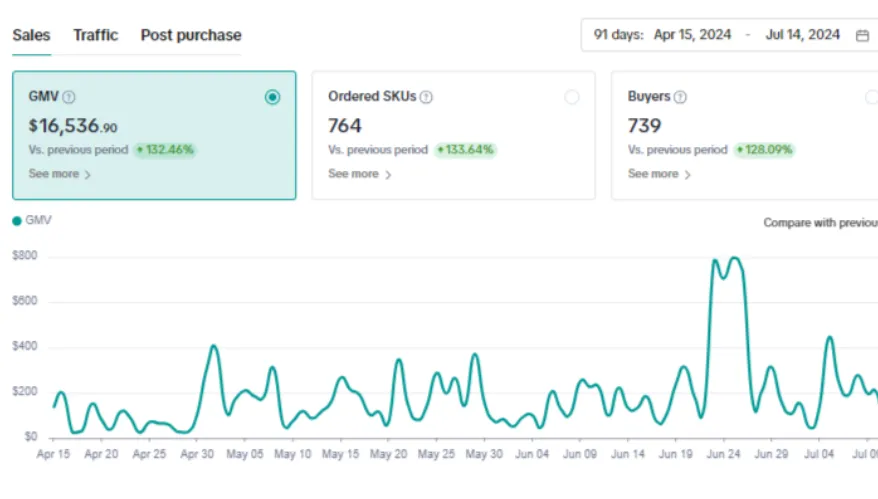 Sales Traffic Post purchase
91 days: Apr 15, 2024 - Jul 14, 2024
GMV
$16,536.90
Vs. previous period 132.46%
See more
Ordered SKUs
764
Vs. previous period 133.64%
See more
Buyers
739
Vs. previous period 128.09%
See more
GMV
Compare with previou
$800
$600
$400
$200
$0
Apr 15 Apr 20 Apr 25 Apr 30 May 05 May 10 May 15 May 20 May 25 May 30 Jun 04 Jun 09 Jun 14 Jun 19 Jun 24 Jun 29 Jul 04 Jul 0